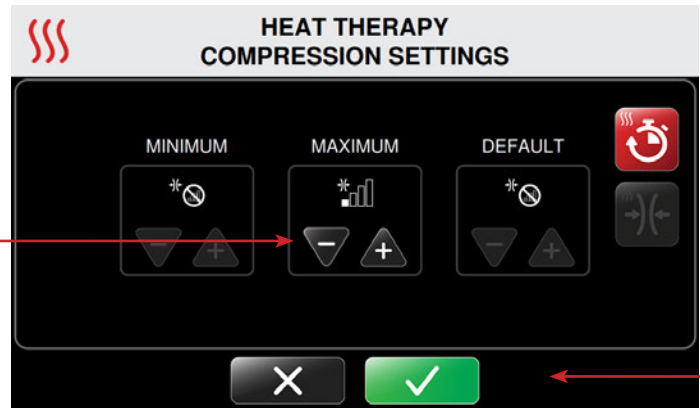 HEAT THERAPY
COMPRESSION SETTINGS
MINIMUM
MAXIMUM
DEFAULT